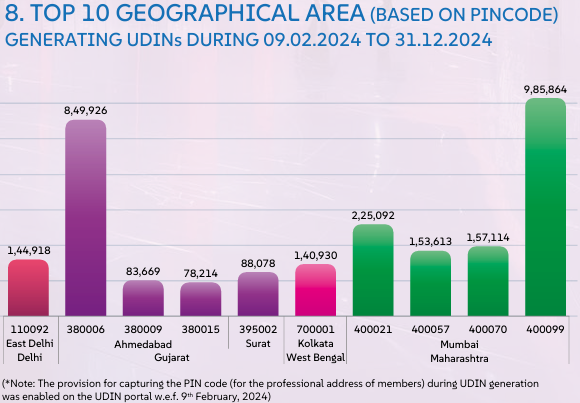 8. TOP 10 GEOGRAPHICAL AREA (BASED ON PINCODE)
GENERATING UDINs DURING 09.02.2024 TO 31.12.2024
9,85,864
8,49,926
2,25,092
1,44,918
83,669
78,214
88,078
1,40,930
1,53,613
1,57,114
110092 380006 380009 380015 395002 700001 400021 400057 400070 400099
East Delhi Ahmedabad Surat Kolkata Mumbai
Delhi Gujarat West Bengal Maharashtra
(*Note: The provision for capturing the PIN code (for the professional address of members) during UDIN generation
was enabled on the UDIN portal w.e.f. 9th February, 2024)